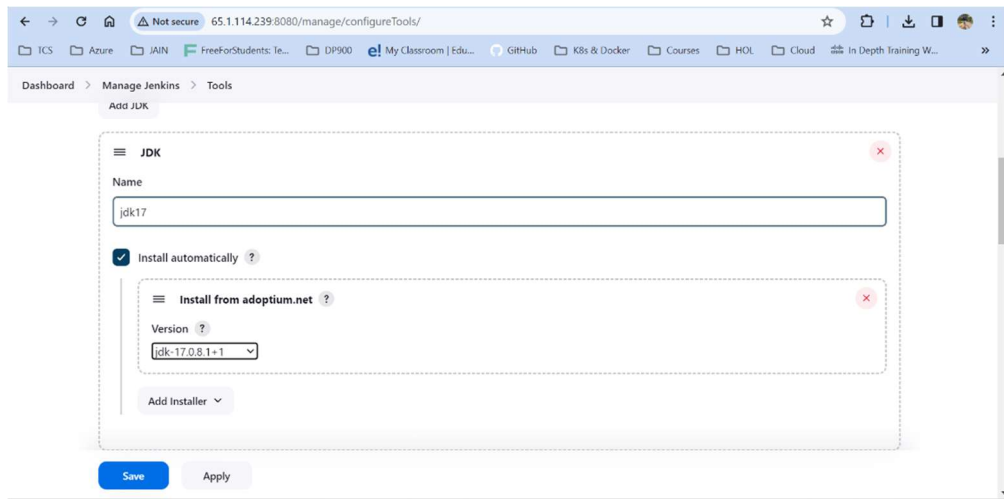 Not secure 65.1.114.239:8080/manage/configureTools/
TCS Azure JAIN FreeForStudents: Te... DP900 My Classroom | Edu... GitHub K8s & Docker Courses HOL Cloud In Depth Training W... »
Dashboard > Manage Jenkins > Tools
Add JDK
JDK
Name
jdk17
Install automatically ?
Install from adoptium.net ?
Version ?
jdk-17.0.8.1+1
Add Installer
Save Apply